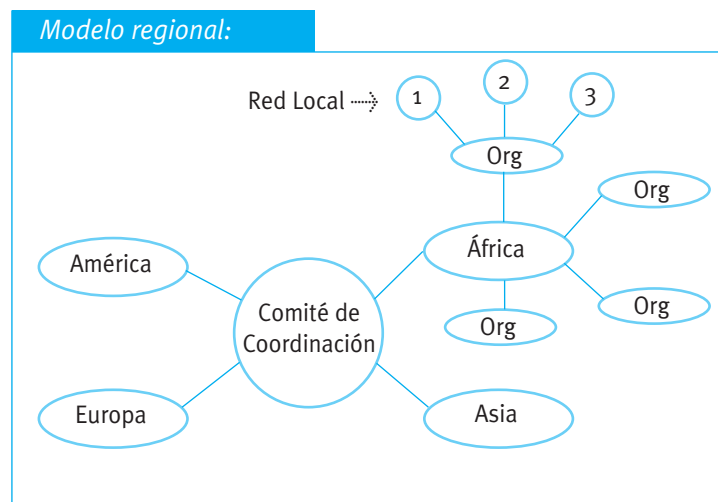 Modelo regional:
Red Local
1
2
3
Org
Org
África
América
Org
Comité de
Coordinación
Org
Europa
Asia